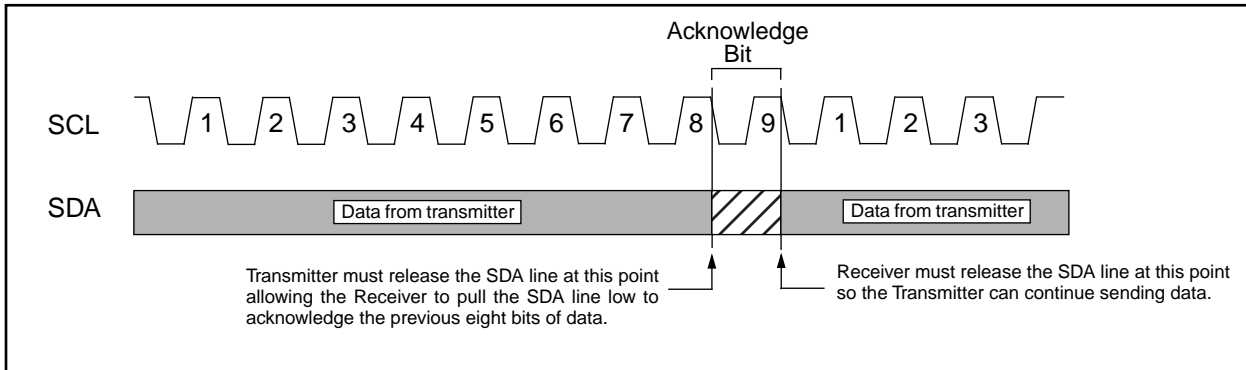 Acknowledge
Bit
SCL
1 2 3 4 5 6 7 8 9 1 2 3
SDA
Data from transmitter
Data from transmitter
Transmitter must release the SDA line at this point
allowing the Receiver to pull the SDA line low to
acknowledge the previous eight bits of data.
Receiver must release the SDA line at this point
so the Transmitter can continue sending data.